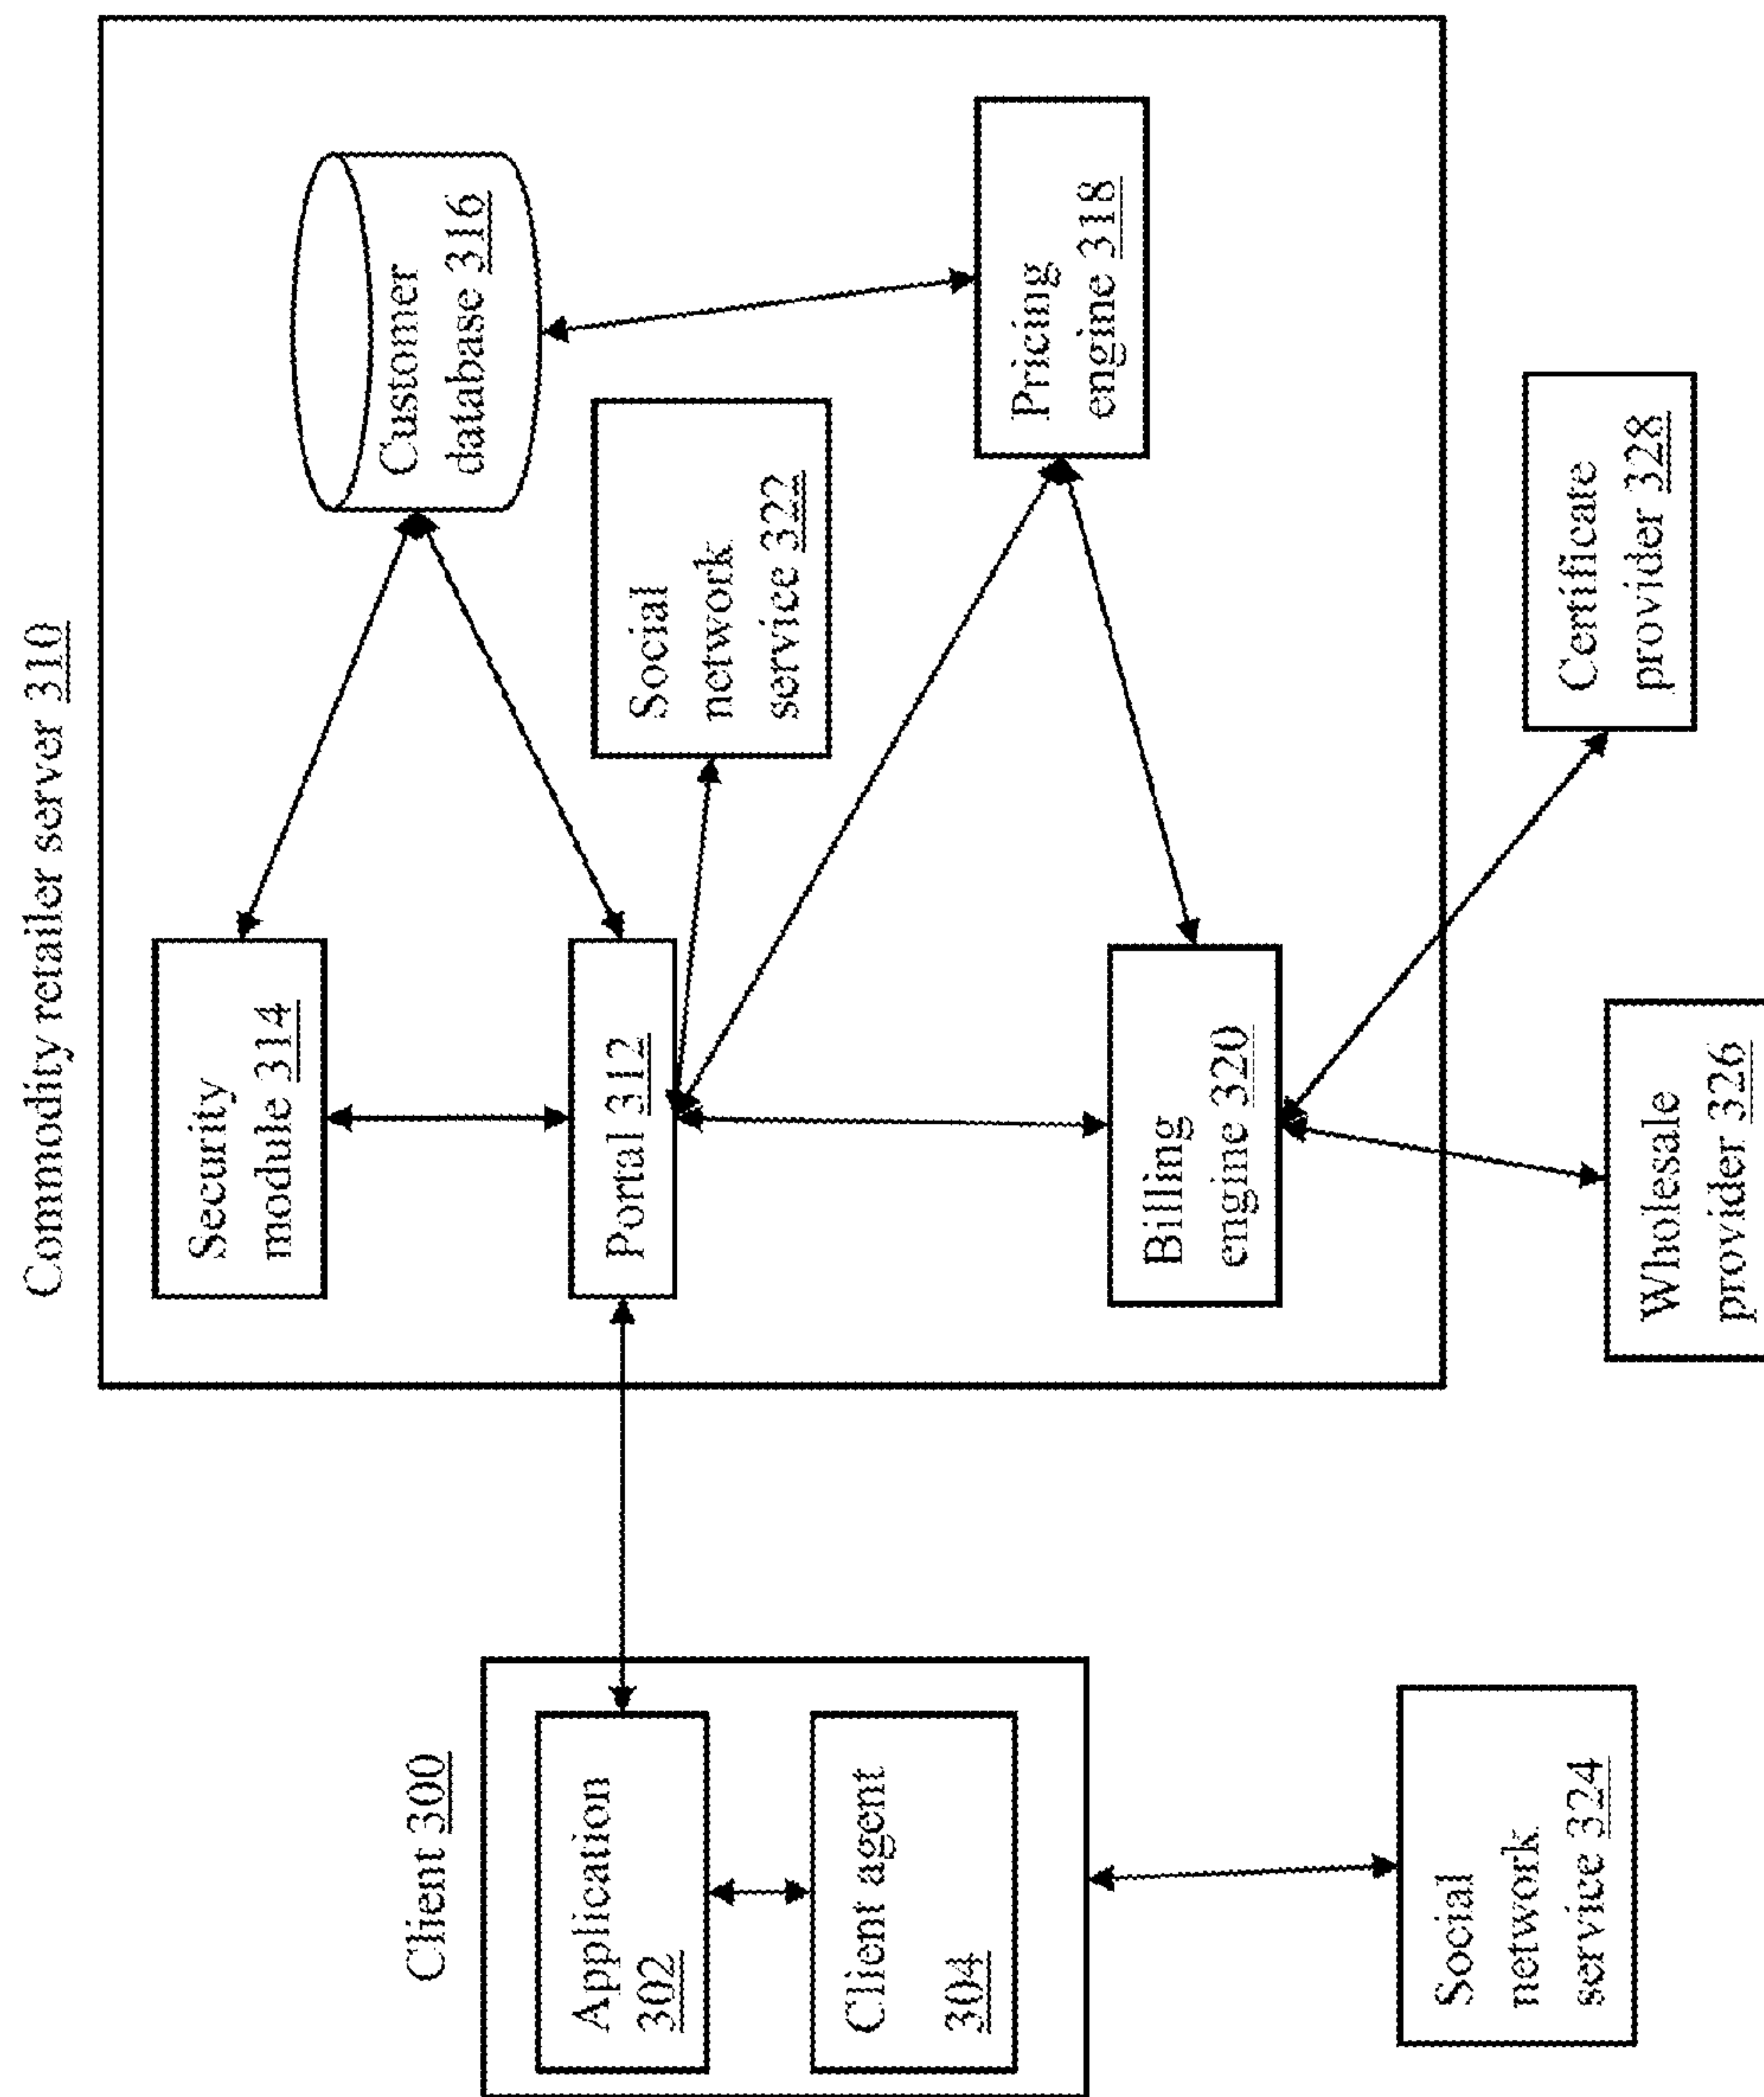 Commodity retailer server 310
Client 300
Application
302
Client agent
304
Social
network
service 324
Security
module 314
Portal 312
Billing
engine 320
Customer
database 316
Social
network
service 322
Pricing
engine 318
Wholesale
provider 326
Certificate
provider 328